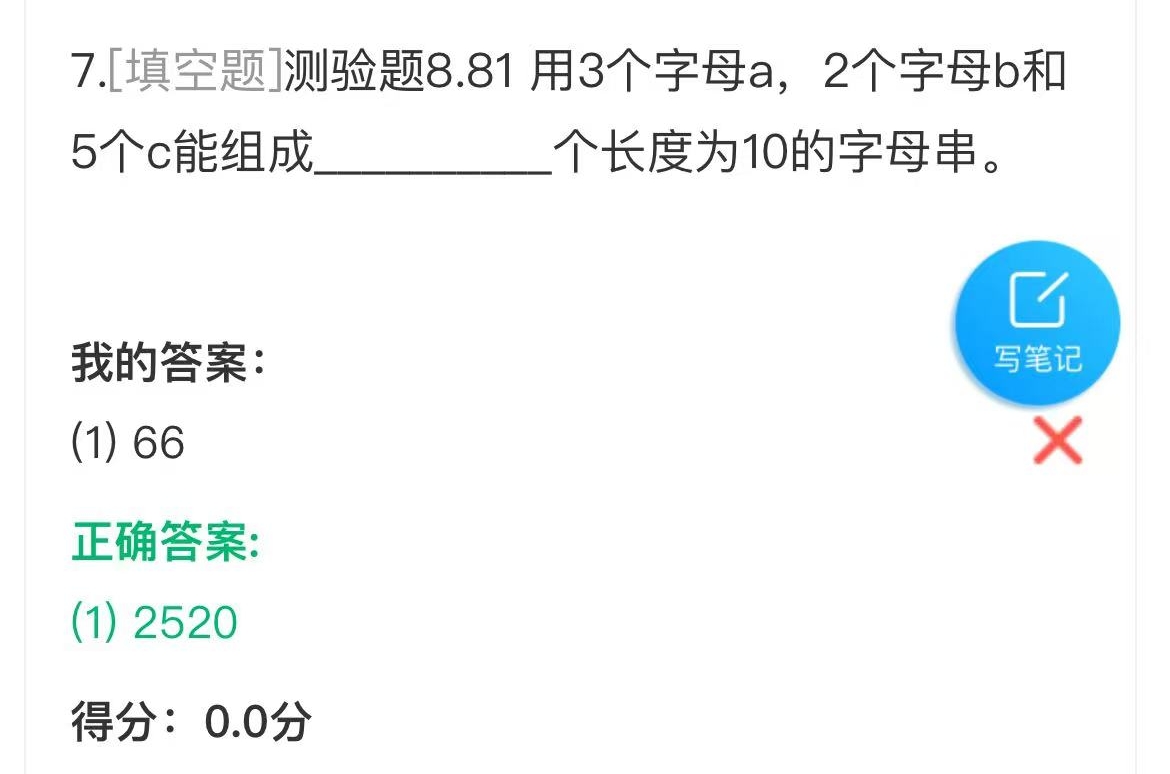 7.[填空题]测验题8.81 用3个字母a，2个字母b和
5个c能组成__________个长度为10的字母串。
写笔记
我的答案：
(1) 66
正确答案:
(1) 2520
得分：0.0分